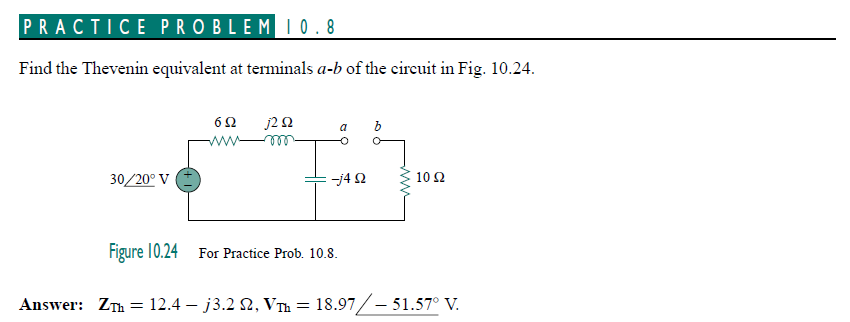 PRACTICE PROBLEM 10.8
Find the Thevenin equivalent at terminals a-b of the circuit in Fig. 10.24.
6 Ω j2 Ω a b
30∠20° V + − −j4 Ω 10 Ω
Figure 10.24 For Practice Prob. 10.8.
Answer: Z_Th = 12.4 − j3.2 Ω, V_Th = 18.97∠− 51.57° V.